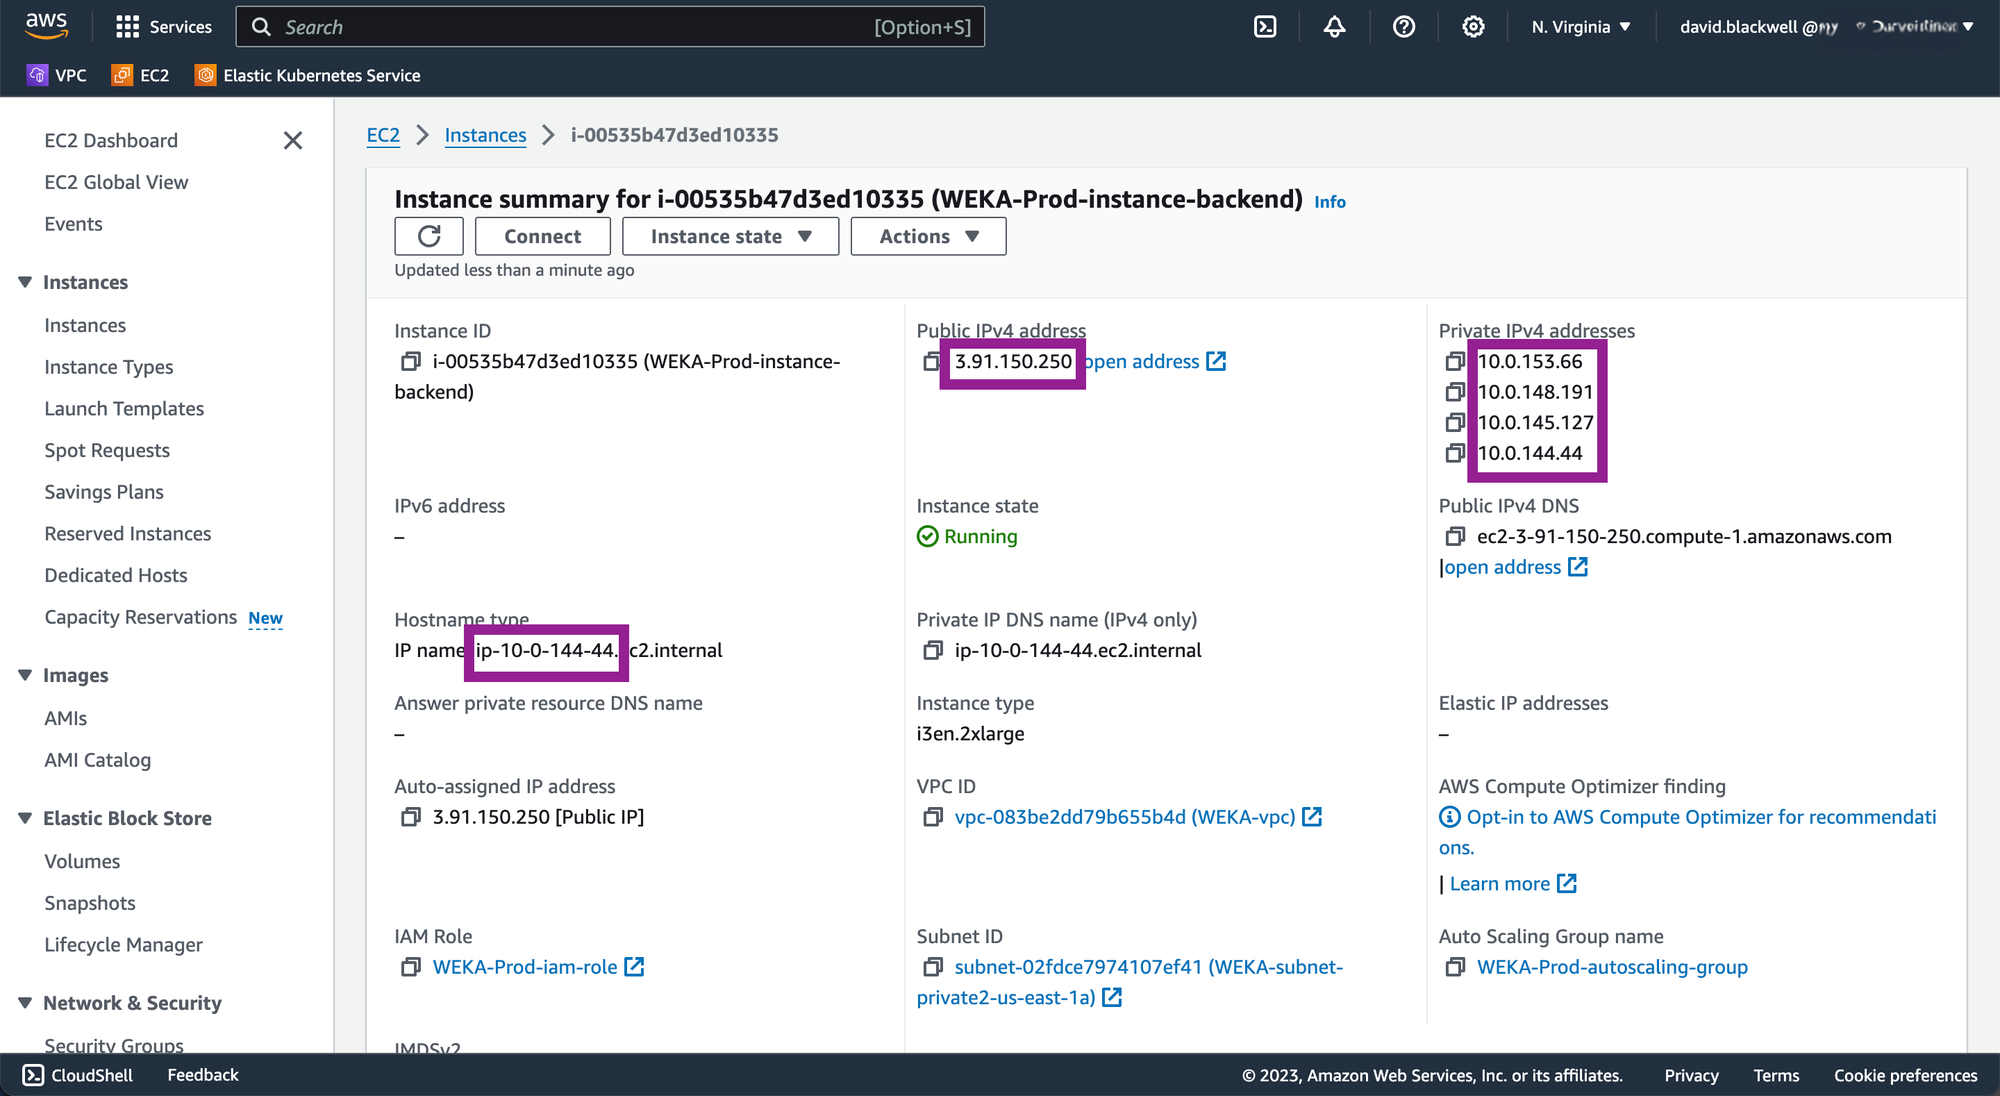 aws
Services
Search
[Option+S]
N. Virginia
david.blackwell @my
VPC
EC2
Elastic Kubernetes Service
EC2 Dashboard
EC2 Global View
Events
Instances
Instances
Instance Types
Launch Templates
Spot Requests
Savings Plans
Reserved Instances
Dedicated Hosts
Capacity Reservations New
Images
AMIs
AMI Catalog
Elastic Block Store
Volumes
Snapshots
Lifecycle Manager
Network & Security
Security Groups
EC2 > Instances > i-00535b47d3ed10335
Instance summary for i-00535b47d3ed10335 (WEKA-Prod-instance-backend) Info
Connect
Instance state
Actions
Updated less than a minute ago
Instance ID
i-00535b47d3ed10335 (WEKA-Prod-instance-
backend)
Public IPv4 address
3.91.150.250 open address
Private IPv4 addresses
10.0.153.66
10.0.148.191
10.0.145.127
10.0.144.44
IPv6 address
–
Instance state
Running
Public IPv4 DNS
ec2-3-91-150-250.compute-1.amazonaws.com
|open address
Hostname type
IP name ip-10-0-144-44.ec2.internal
Private IP DNS name (IPv4 only)
ip-10-0-144-44.ec2.internal
Answer private resource DNS name
–
Instance type
i3en.2xlarge
Elastic IP addresses
–
Auto-assigned IP address
3.91.150.250 [Public IP]
VPC ID
vpc-083be2dd79b655b4d (WEKA-vpc)
AWS Compute Optimizer finding
Opt-in to AWS Compute Optimizer for recommendati
ons.
| Learn more
IAM Role
WEKA-Prod-iam-role
Subnet ID
subnet-02fdce7974107ef41 (WEKA-subnet-
private2-us-east-1a)
Auto Scaling Group name
WEKA-Prod-autoscaling-group
IMDSv2
CloudShell
Feedback
© 2023, Amazon Web Services, Inc. or its affiliates.
Privacy
Terms
Cookie preferences